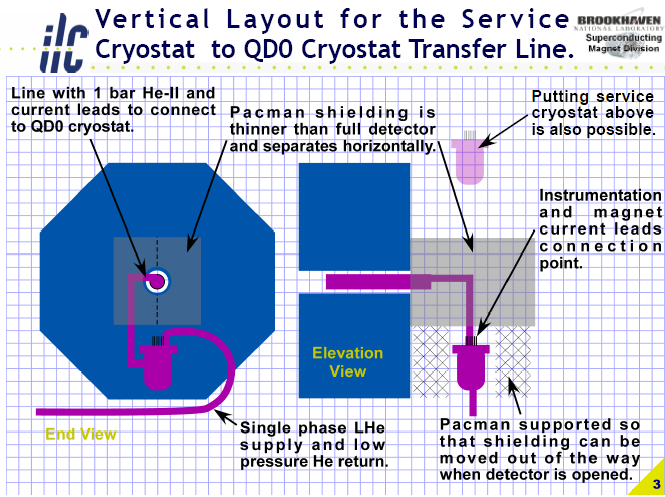 ilc
Vertical Layout for the Service
Cryostat to QD0 Cryostat Transfer Line.
BROOKHAVEN
NATIONAL LABORATORY
Superconducting
Magnet Division
Line with 1 bar He-II and
current leads to connect
to QD0 cryostat.
Pacman shielding is
thinner than full detector
and separates horizontally.
Putting service
cryostat above
is also possible.
Instrumentation
and magnet
current leads
connection
point.
Elevation
View
End View
Single phase LHe
supply and low
pressure He return.
Pacman supported so
that shielding can be
moved out of the way
when detector is opened.
3